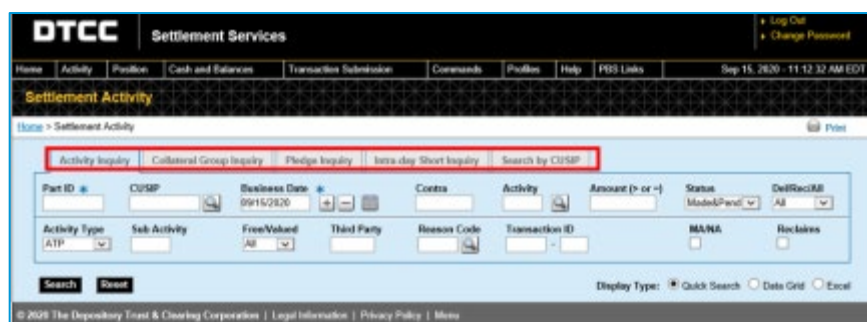 DTCC Settlement Services
Log Out
Change Password
Home Activity Position Cash and Balances Transaction Submission Commands Profiles Help PBS Links Sep 15, 2020 - 11:12:32 AM EDT
Settlement Activity
Home > Settlement Activity Print
Activity Inquiry Collateral Group Inquiry Pledge Inquiry Intra-day Short Inquiry Search by CUSIP
Part ID * CUSIP Business Date * Contra Activity Amount (> or =) Status Del/Rec/All
09/15/2020 Made&Pend All
Activity Type Sub Activity Free/Valued Third Party Reason Code Transaction ID MA/NA Reclaims
ATP All -
Search Reset Display Type: Quick Search Data Grid Excel
© 2020 The Depository Trust & Clearing Corporation | Legal Information | Privacy Policy | Menu